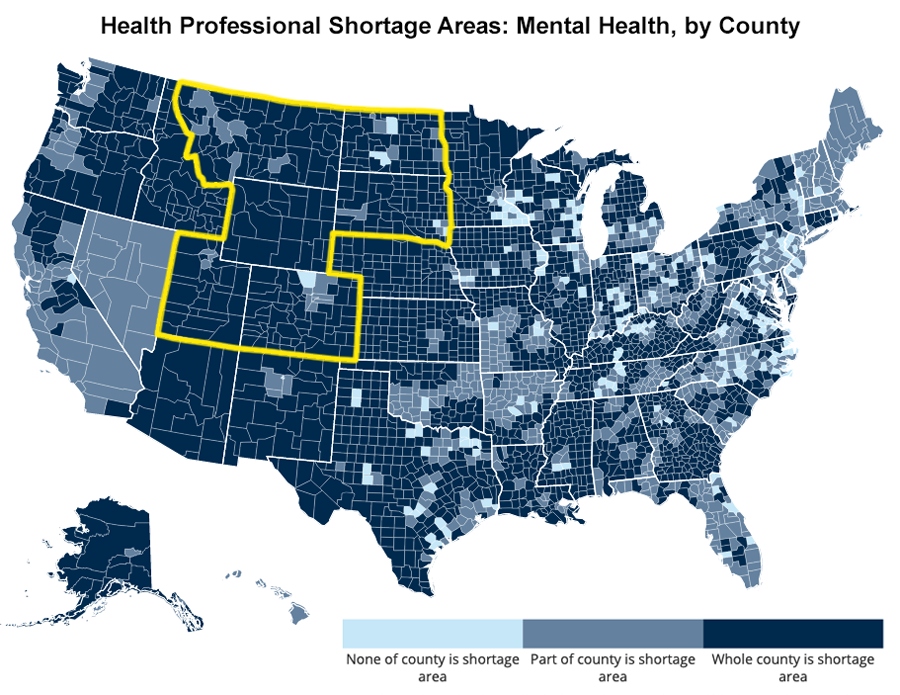 Health Professional Shortage Areas: Mental Health, by County
None of county is shortage area
Part of county is shortage area
Whole county is shortage area